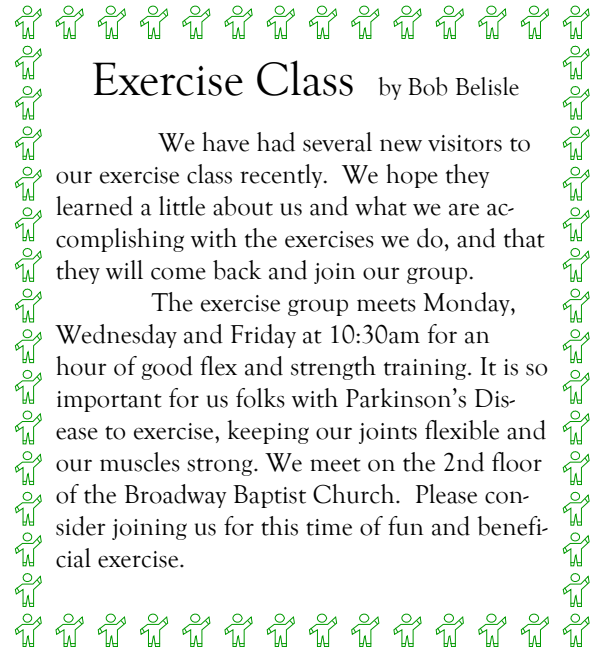 Exercise Class by Bob Belisle
We have had several new visitors to
our exercise class recently. We hope they
learned a little about us and what we are ac-
complishing with the exercises we do, and that
they will come back and join our group.
The exercise group meets Monday,
Wednesday and Friday at 10:30am for an
hour of good flex and strength training. It is so
important for us folks with Parkinson's Dis-
ease to exercise, keeping our joints flexible and
our muscles strong. We meet on the 2nd floor
of the Broadway Baptist Church. Please con-
sider joining us for this time of fun and benefi-
cial exercise.